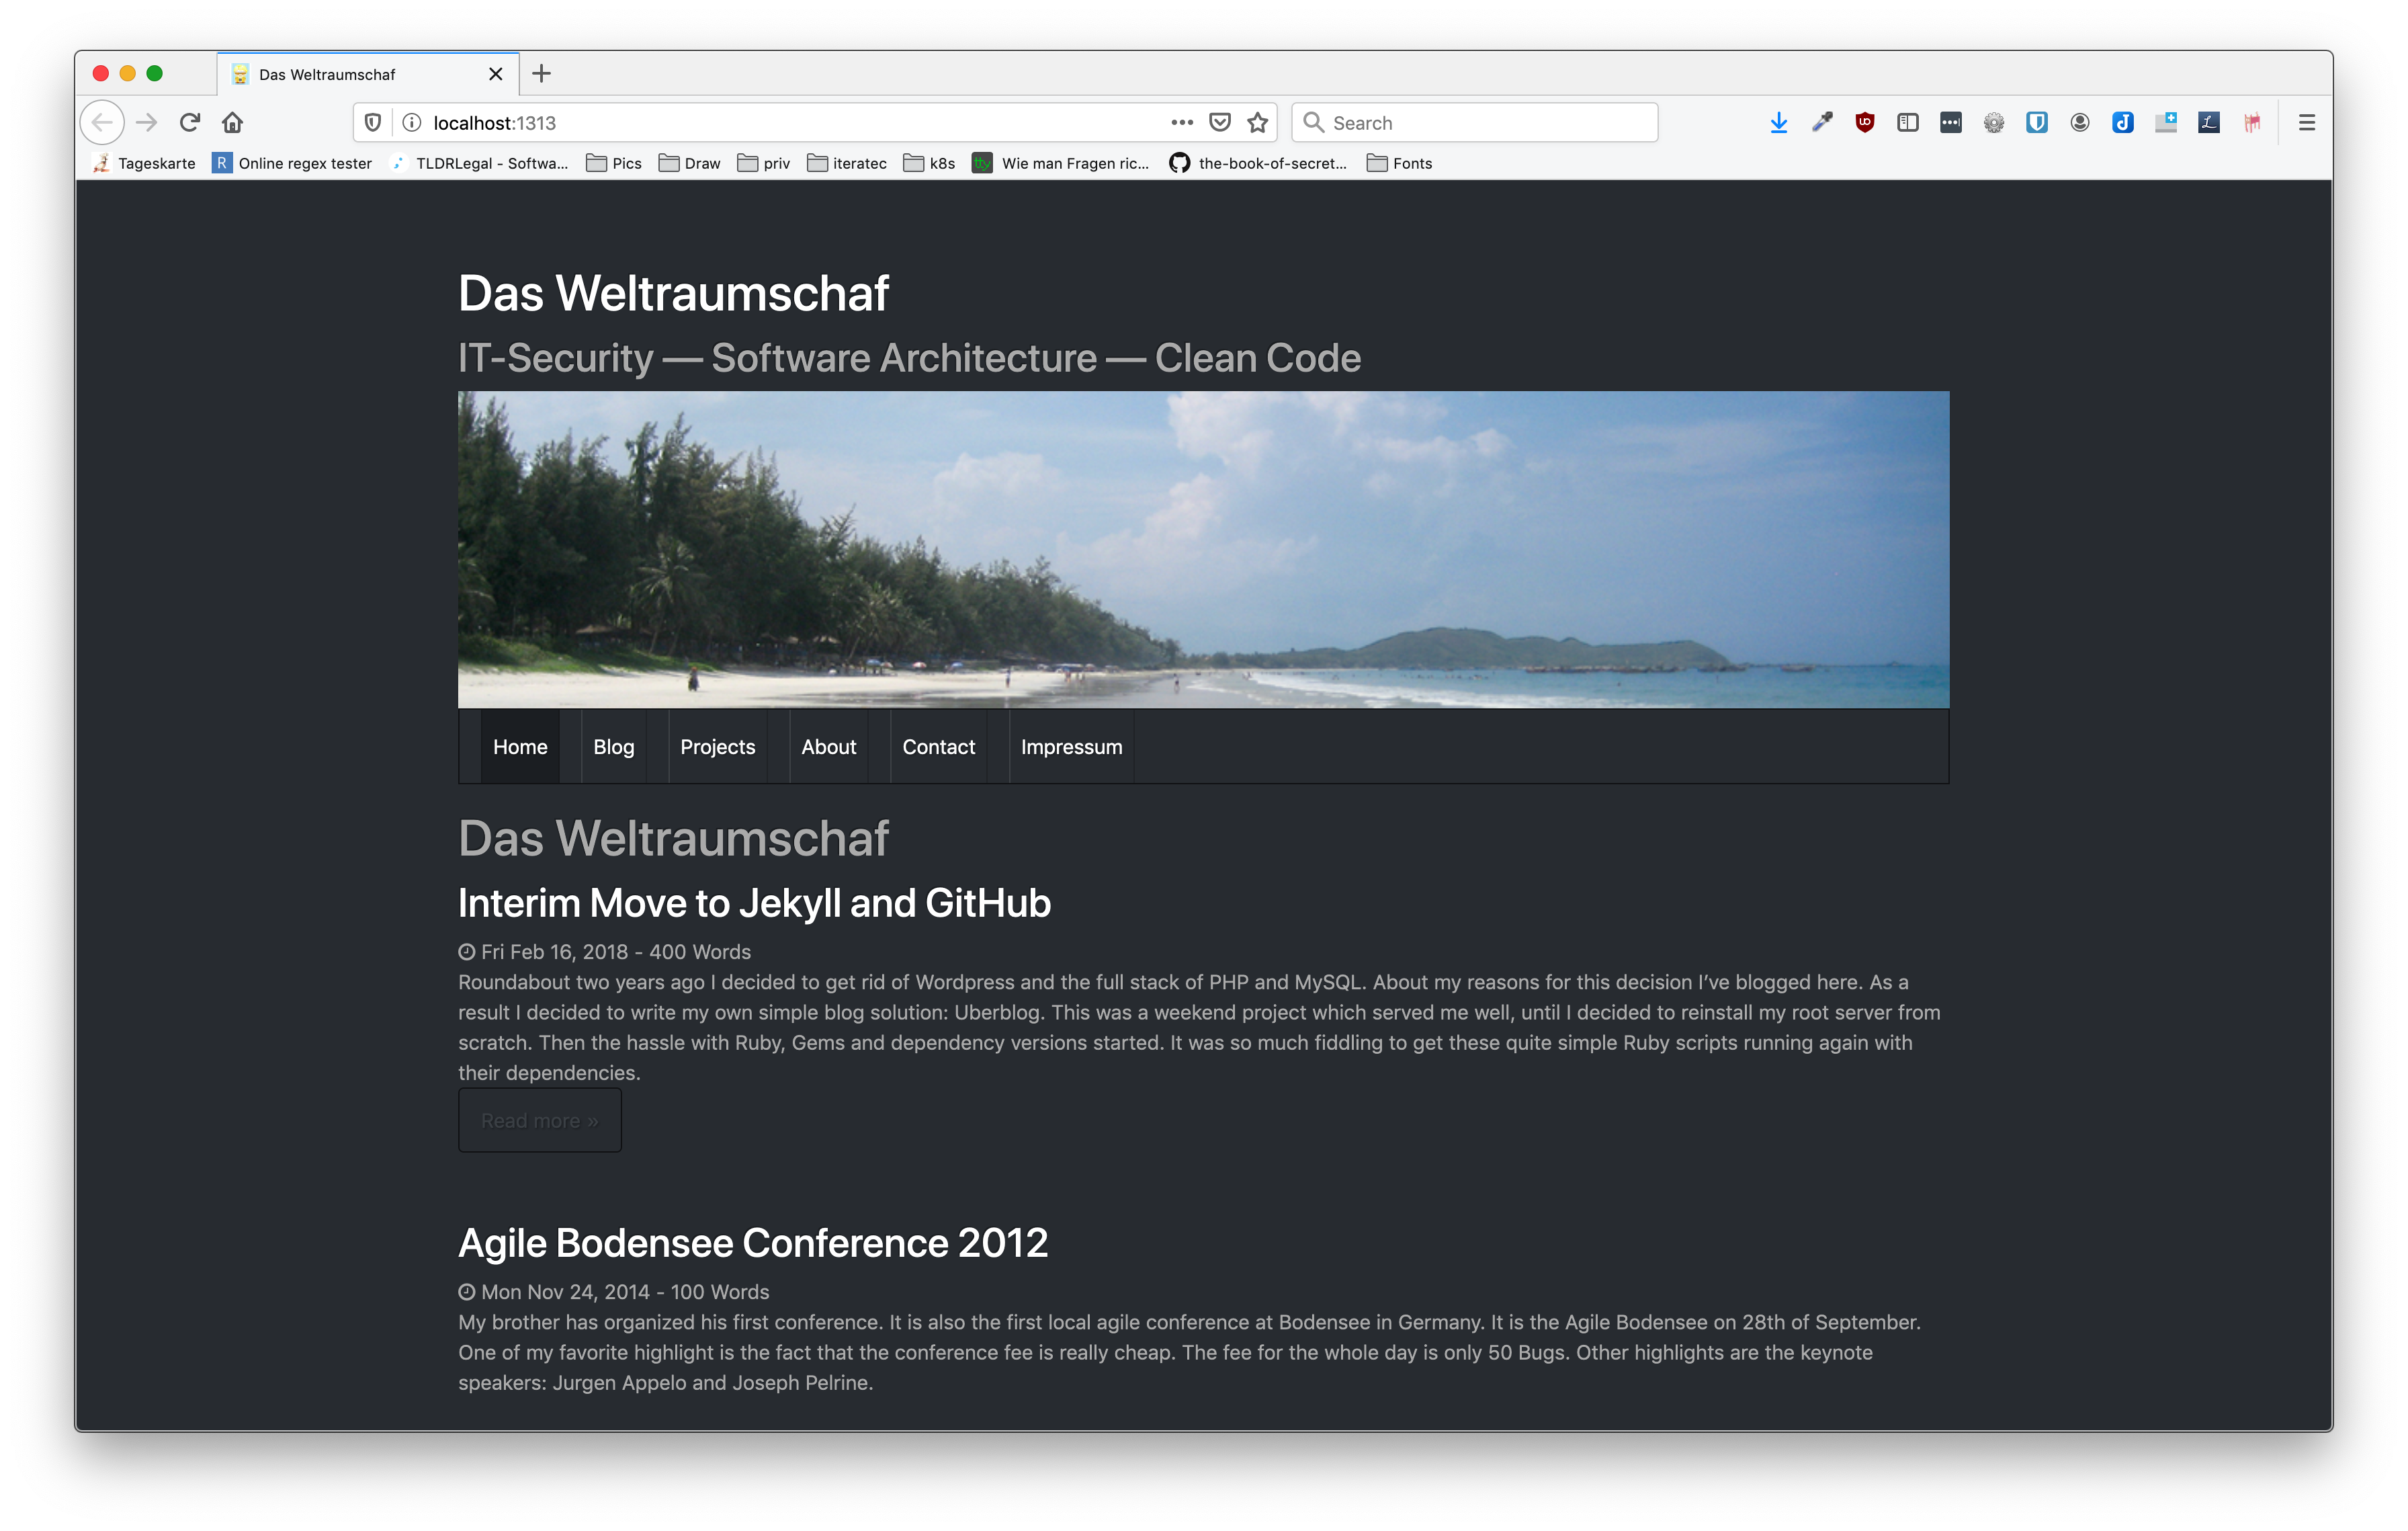 Das Weltraumschaf
localhost:1313
Search
Tageskarte
R Online regex tester
TLDRLegal - Softwa...
Pics
Draw
priv
iteratec
k8s
tty Wie man Fragen ric...
the-book-of-secret...
Fonts
Das Weltraumschaf
IT-Security — Software Architecture — Clean Code
Home Blog Projects About Contact Impressum
Das Weltraumschaf
Interim Move to Jekyll and GitHub
Fri Feb 16, 2018 - 400 Words
Roundabout two years ago I decided to get rid of Wordpress and the full stack of PHP and MySQL. About my reasons for this decision I’ve blogged here. As a
result I decided to write my own simple blog solution: Uberblog. This was a weekend project which served me well, until I decided to reinstall my root server from
scratch. Then the hassle with Ruby, Gems and dependency versions started. It was so much fiddling to get these quite simple Ruby scripts running again with
their dependencies.
Read more »
Agile Bodensee Conference 2012
Mon Nov 24, 2014 - 100 Words
My brother has organized his first conference. It is also the first local agile conference at Bodensee in Germany. It is the Agile Bodensee on 28th of September.
One of my favorite highlight is the fact that the conference fee is really cheap. The fee for the whole day is only 50 Bugs. Other highlights are the keynote
speakers: Jurgen Appelo and Joseph Pelrine.